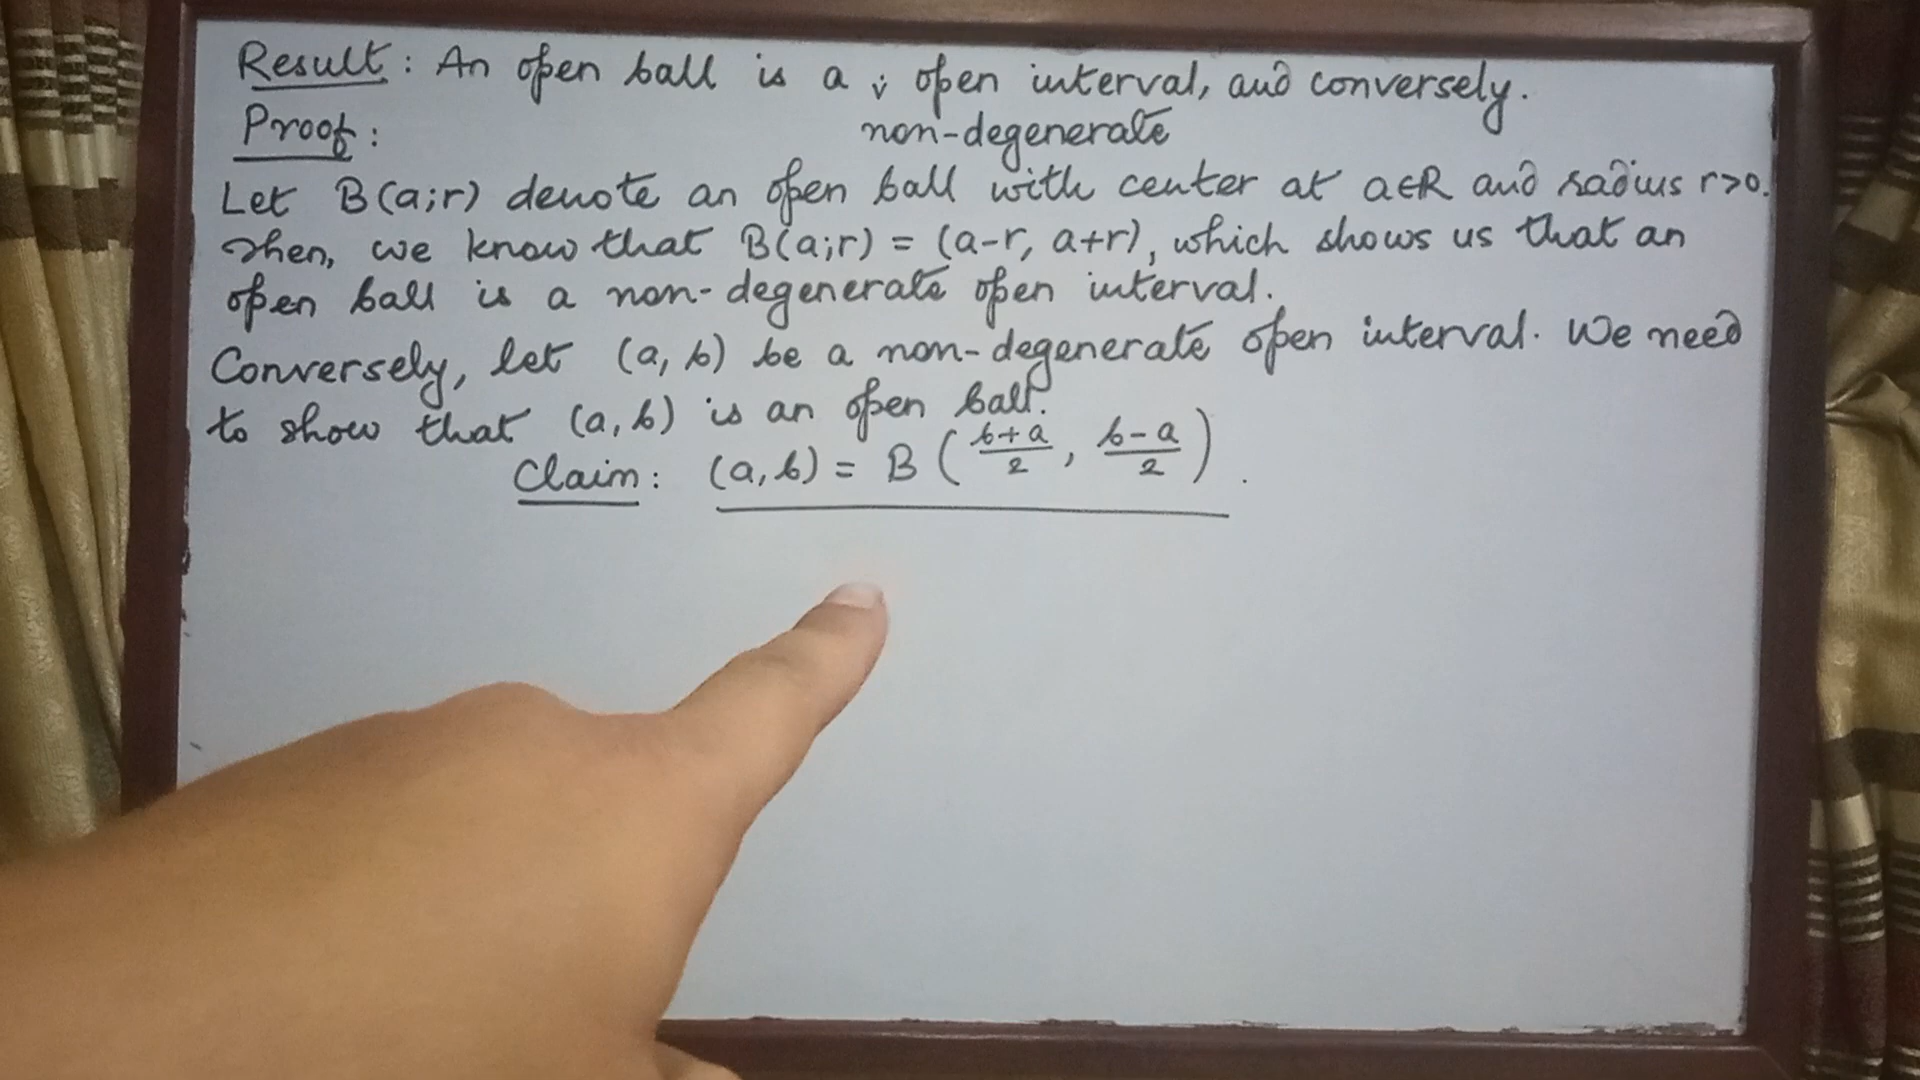 Result: An open ball is a open interval, and conversely.
non-degenerate
Proof:
Let B(a;r) denote an open ball with center at a∈R and radius r>0.
Then, we know that B(a;r) = (a-r, a+r), which shows us that an
open ball is a non-degenerate open interval.
Conversely, let (a, b) be a non-degenerate open interval. We need
to show that (a, b) is an open ball.
Claim: (a, b) = B ( b+a/2 , b-a/2 ) .